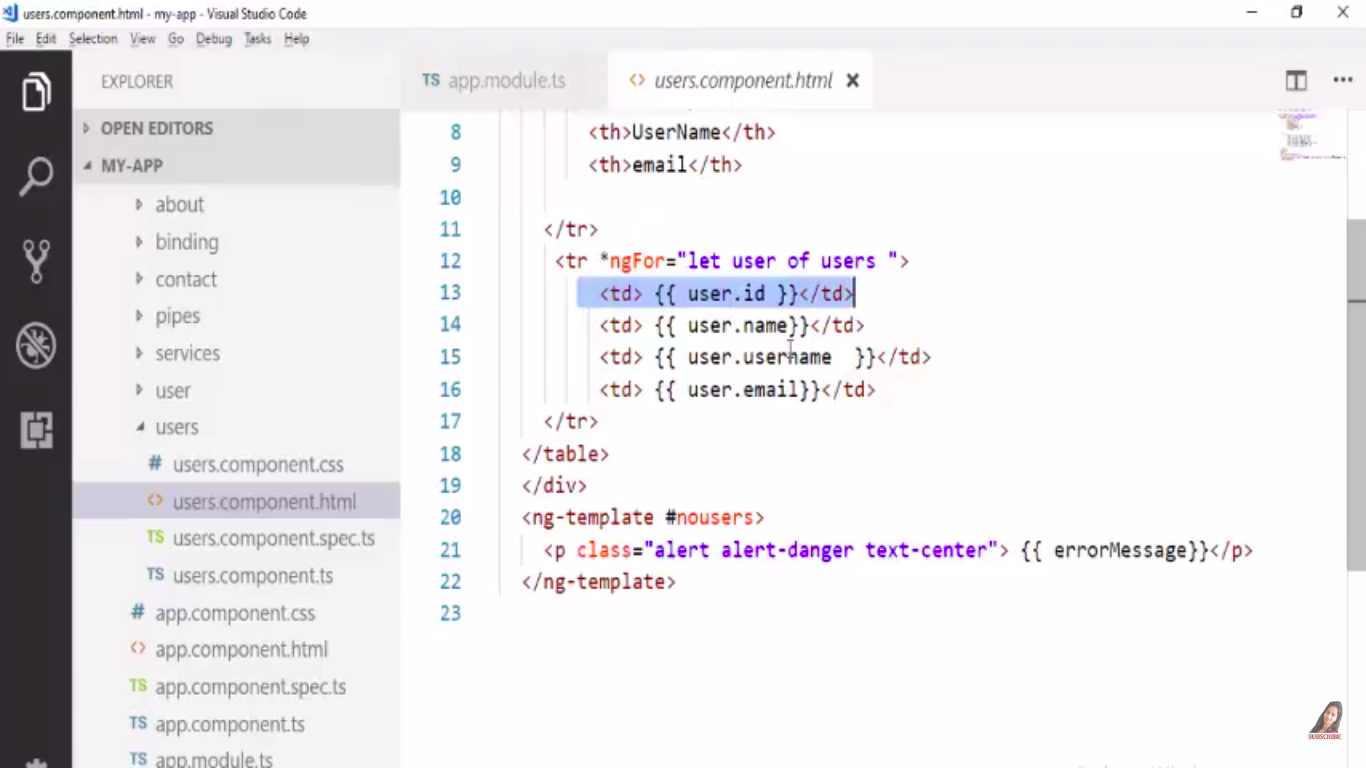 users.component.html - my-app - Visual Studio Code
File Edit Selection View Go Debug Tasks Help
EXPLORER
OPEN EDITORS
MY-APP
about
binding
contact
pipes
services
user
users
# users.component.css
<> users.component.html
TS users.component.spec.ts
TS users.component.ts
# app.component.css
<> app.component.html
TS app.component.spec.ts
TS app.component.ts
TS app.module.ts
TS app.module.ts
<> users.component.html
8 <th>UserName</th>
9 <th>email</th>
10
11 </tr>
12 <tr *ngFor="let user of users ">
13 <td> {{ user.id }}</td>
14 <td> {{ user.name}}</td>
15 <td> {{ user.username  }}</td>
16 <td> {{ user.email}}</td>
17 </tr>
18 </table>
19 </div>
20 <ng-template #nousers>
21 <p class="alert alert-danger text-center"> {{ errorMessage}}</p>
22 </ng-template>
23
SUBSCRIBE